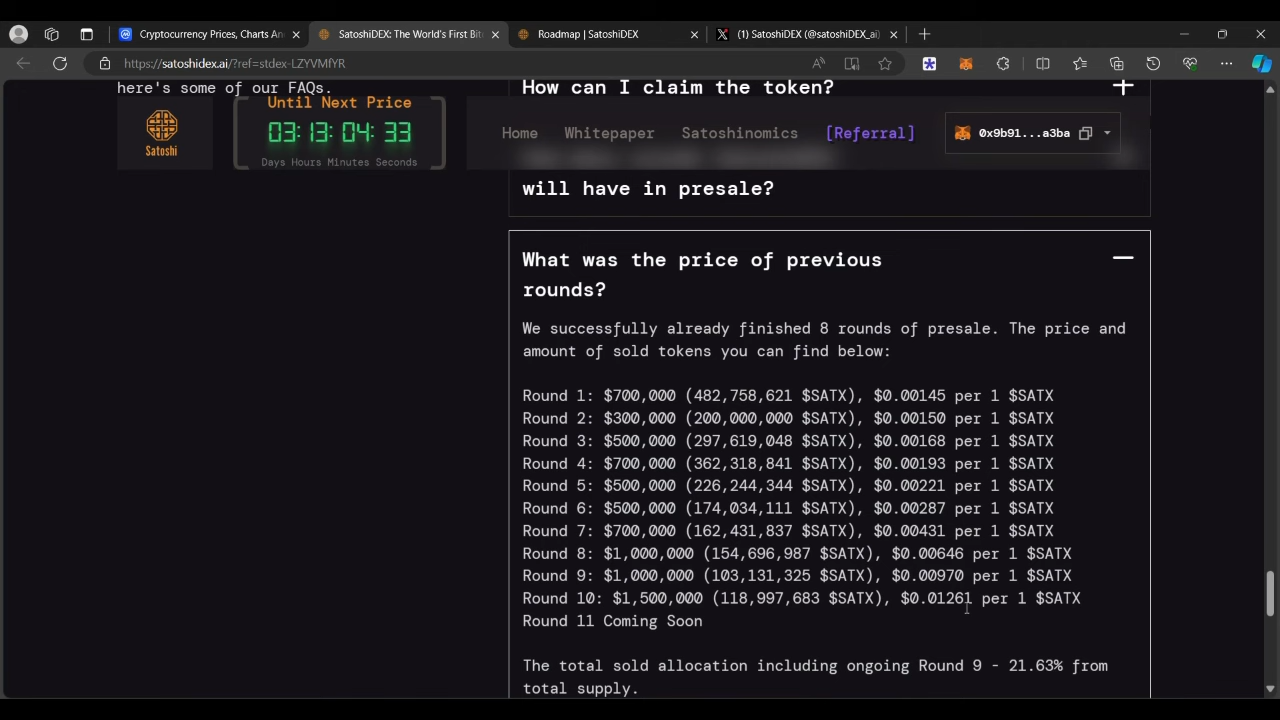 Cryptocurrency Prices, Charts An
SatoshiDEX: The World's First Bit
Roadmap | SatoshiDEX
(1) SatoshiDEX (@satoshiDEX_ai)
https://satoshidex.ai/?ref=stdex-LZYVMfYR
here's some of our FAQs.
How can I claim the token?
Satoshi
Until Next Price
03:13:04:33
Days Hours Minutes Seconds
Home
Whitepaper
Satoshinomics
[Referral]
0x9b91...a3ba
will have in presale?
What was the price of previous
rounds?
We successfully already finished 8 rounds of presale. The price and
amount of sold tokens you can find below:
Round 1: $700,000 (482,758,621 $SATX), $0.00145 per 1 $SATX
Round 2: $300,000 (200,000,000 $SATX), $0.00150 per 1 $SATX
Round 3: $500,000 (297,619,048 $SATX), $0.00168 per 1 $SATX
Round 4: $700,000 (362,318,841 $SATX), $0.00193 per 1 $SATX
Round 5: $500,000 (226,244,344 $SATX), $0.00221 per 1 $SATX
Round 6: $500,000 (174,034,111 $SATX), $0.00287 per 1 $SATX
Round 7: $700,000 (162,431,837 $SATX), $0.00431 per 1 $SATX
Round 8: $1,000,000 (154,696,987 $SATX), $0.00646 per 1 $SATX
Round 9: $1,000,000 (103,131,325 $SATX), $0.00970 per 1 $SATX
Round 10: $1,500,000 (118,997,683 $SATX), $0.01261 per 1 $SATX
Round 11 Coming Soon
The total sold allocation including ongoing Round 9 - 21.63% from
total supply.